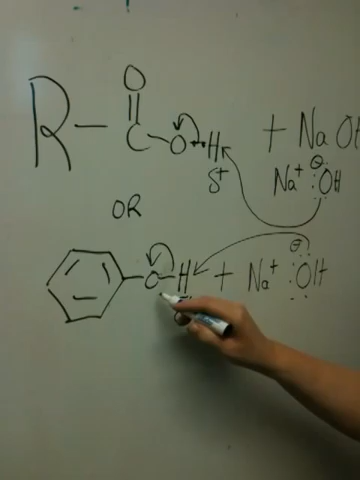 O
R — C — O — H + NaOH
δ+ Na+ :OH
OR
O — H + Na+ :OH